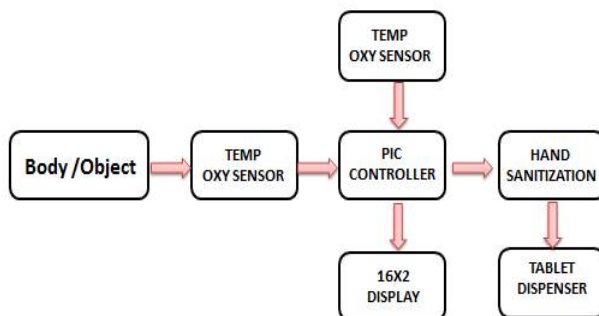 TEMP
OXY SENSOR
Body /Object
TEMP
OXY SENSOR
PIC
CONTROLLER
HAND
SANITIZATION
16X2
DISPLAY
TABLET
DISPENSER